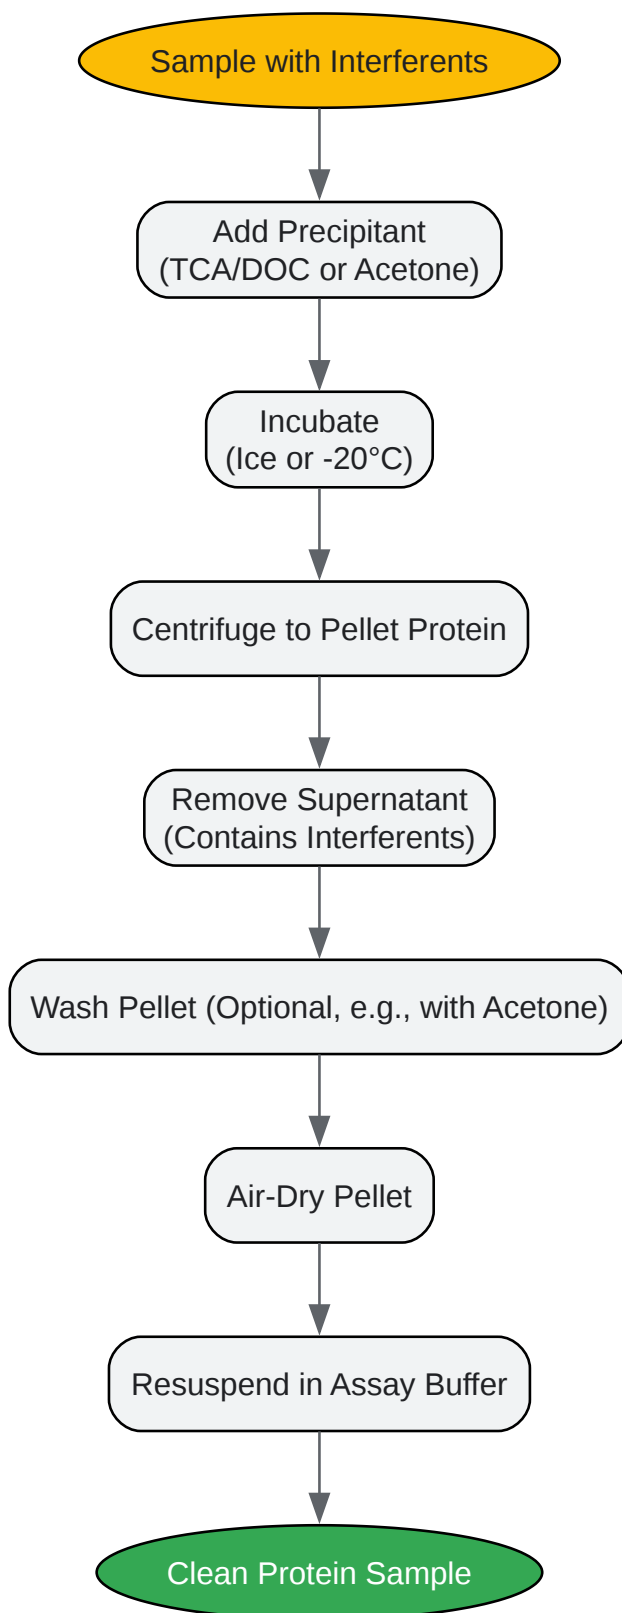 Sample with Interferents
Add Precipitant
(TCA/DOC or Acetone)
Incubate
(Ice or -20°C)
Centrifuge to Pellet Protein
Remove Supernatant
(Contains Interferents)
Wash Pellet (Optional, e.g., with Acetone)
Air-Dry Pellet
Resuspend in Assay Buffer
Clean Protein Sample